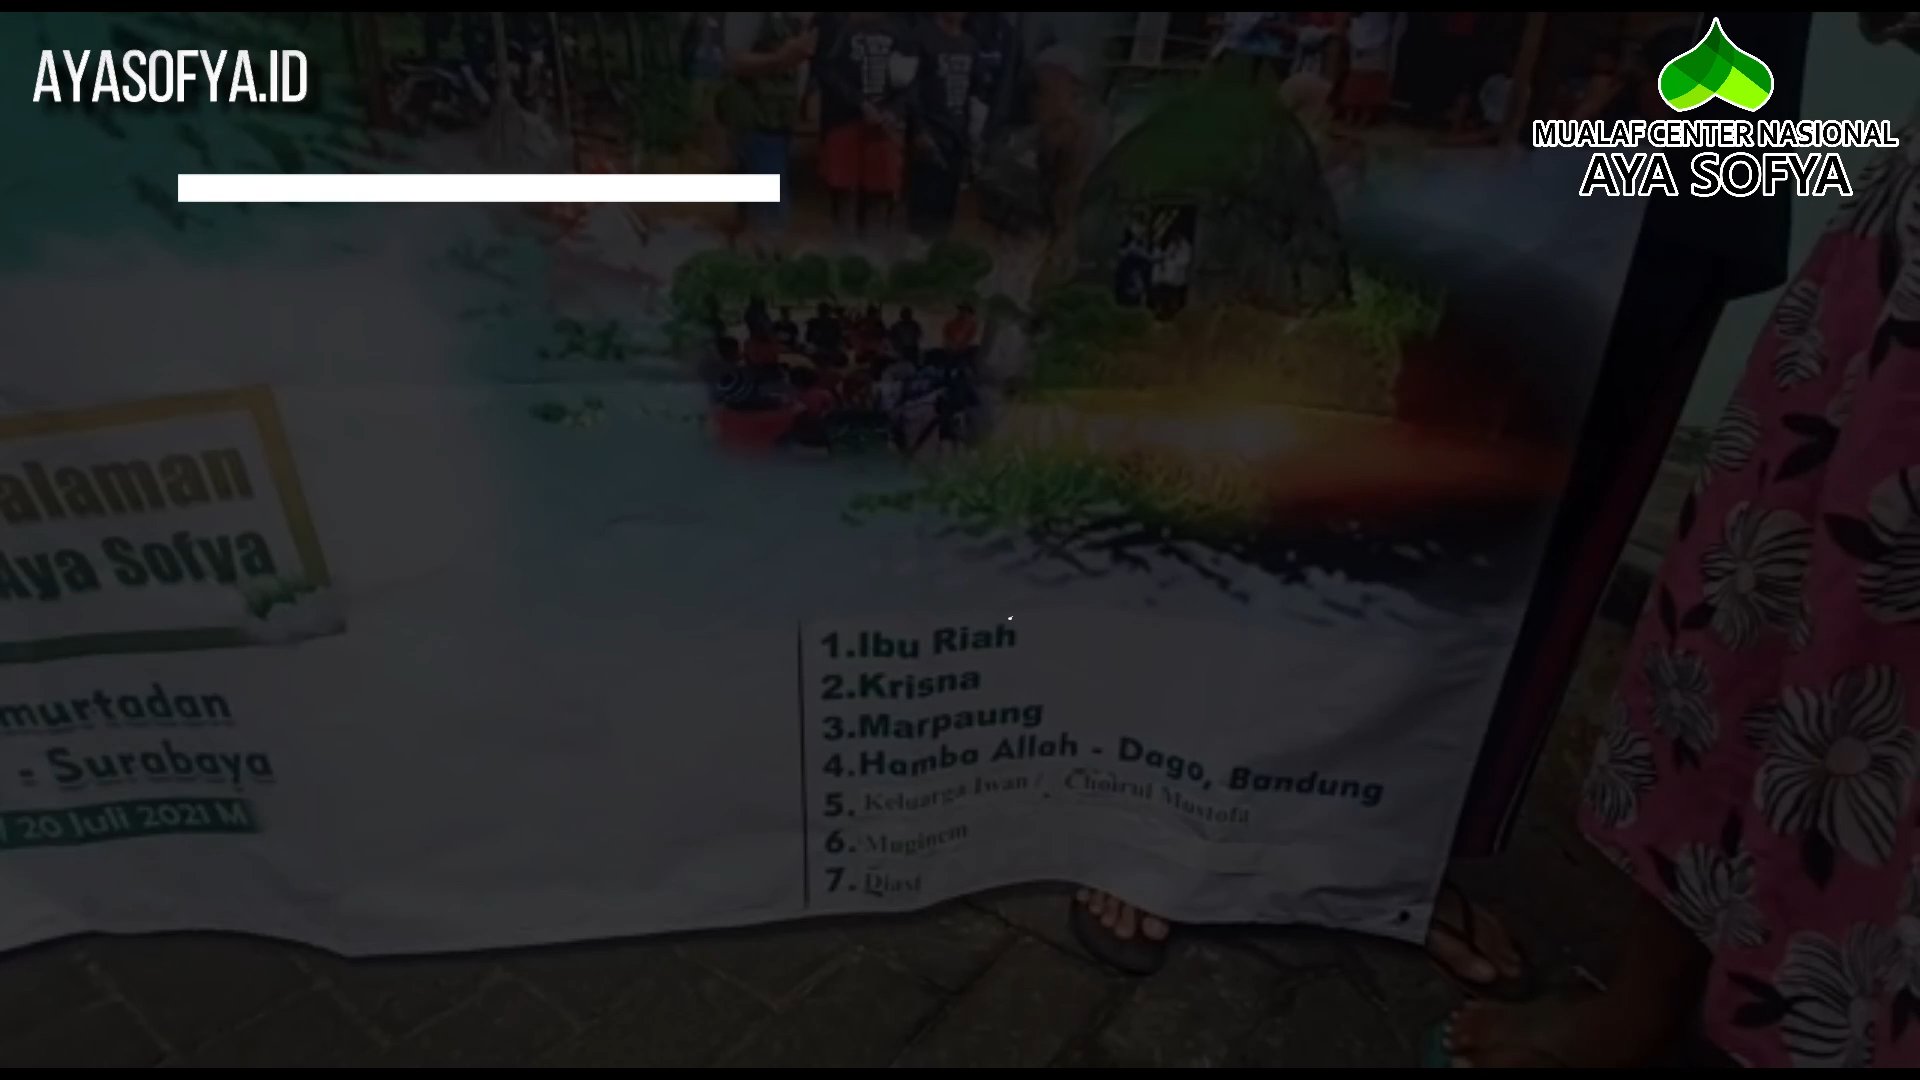 AYASOFYA.ID
MUALAF CENTER NASIONAL
AYA SOFYA
alaman
Aya Sofya
murtadan
- Surabaya
20 Juli 2021 M
1.Ibu Riah
2.Krisna
3.Marpaung
4.Hamba Allah - Dago, Bandung
5. Keluarga Iwan / Choirul Mustofa
6. Muginem
7. Djast